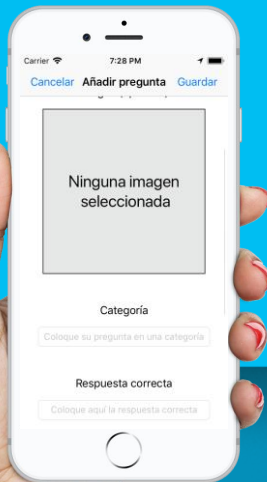 Carrier 7:28 PM
Cancelar Añadir pregunta Guardar
Ninguna imagen
seleccionada
Categoría
Coloque su pregunta en una categoría
Respuesta correcta
Coloque aquí la respuesta correcta